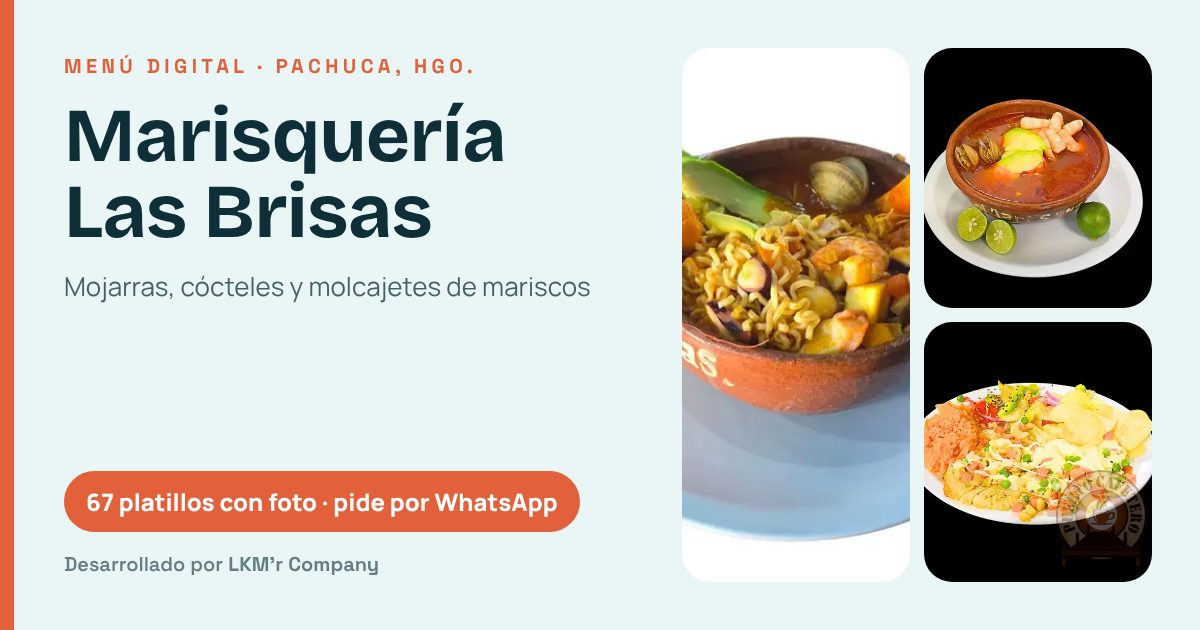 MENÚ DIGITAL · PACHUCA, HGO.
Marisquería
Las Brisas
Mojarras, cócteles y molcajetes de mariscos
67 platillos con foto · pide por WhatsApp
Desarrollado por LKM’r Company
as.